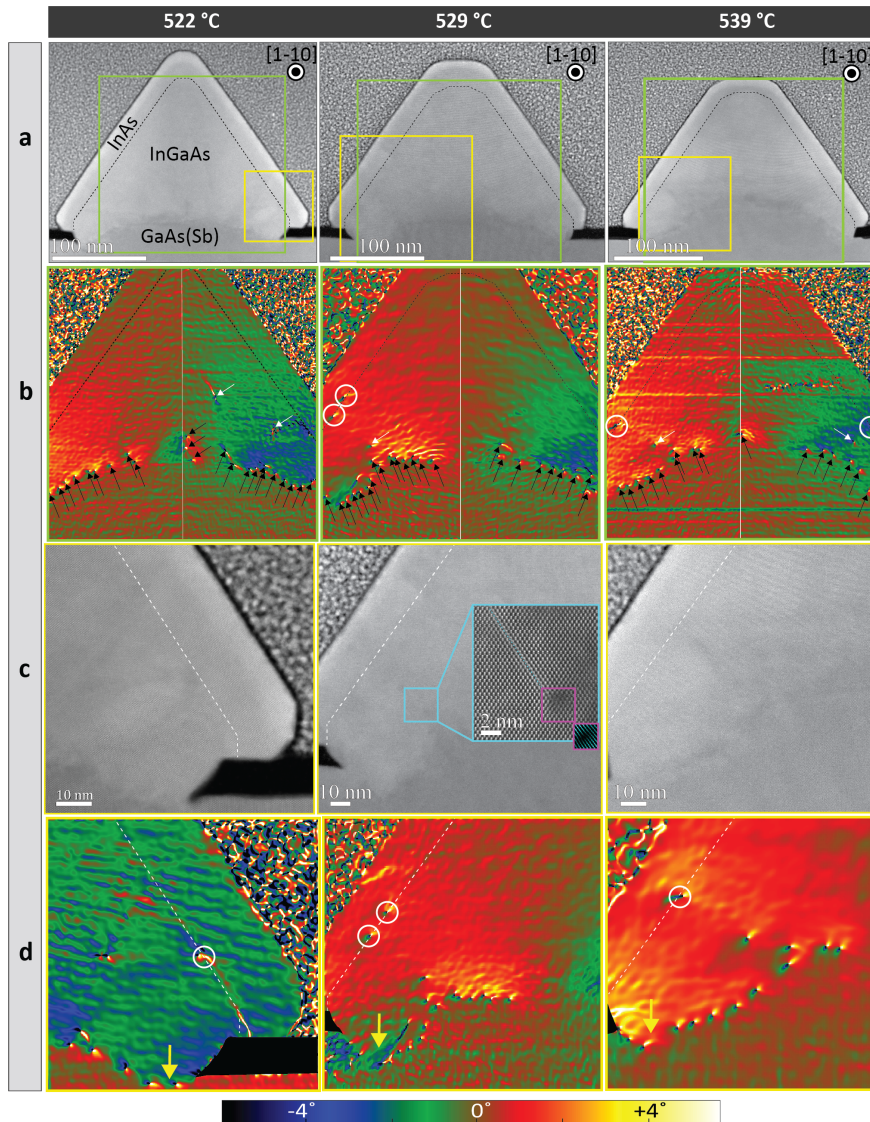 522 °C 529 °C 539 °C
a
[1-10] [1-10] [1-10]
InAs
InGaAs
GaAs(Sb)
100 nm 100 nm 100 nm
b
c
2 nm
10 nm 10 nm 10 nm
d
-4° 0° +4°